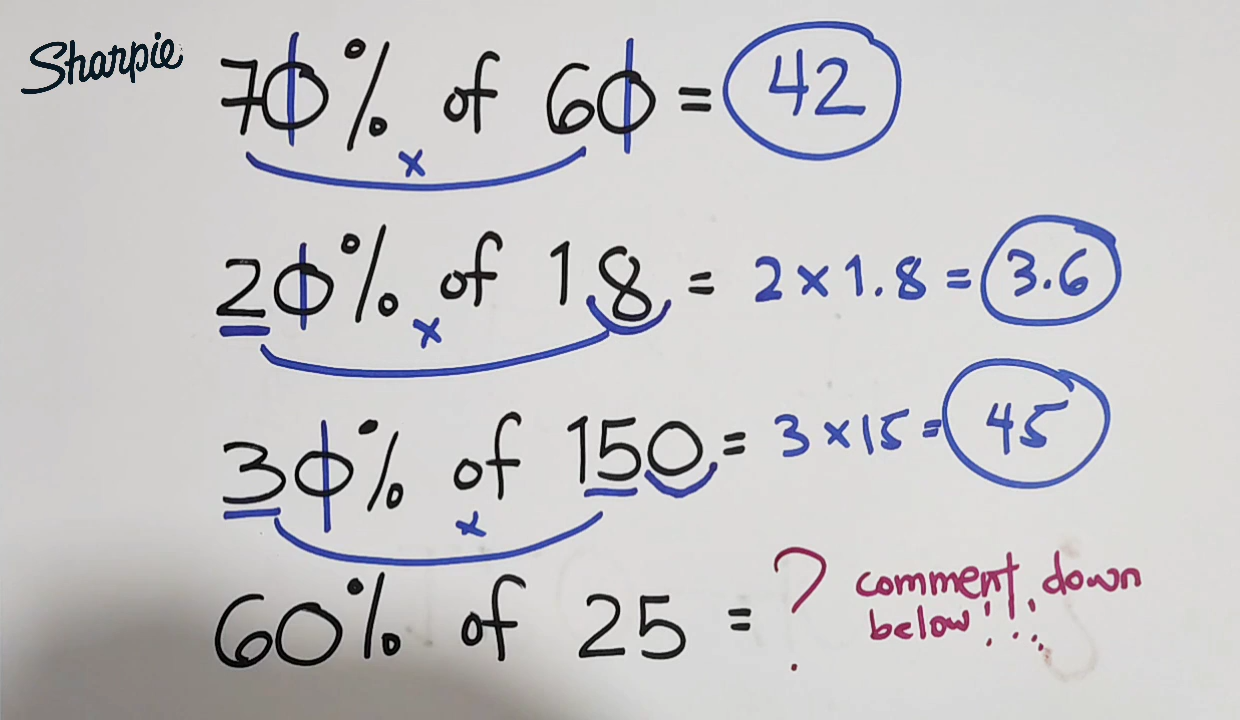 Sharpie
70% of 60 = 42
x
20% of 18 = 2 x 1.8 = 3.6
x
30% of 150 = 3 x 15 = 45
x
60% of 25 = ? comment down
below!!...